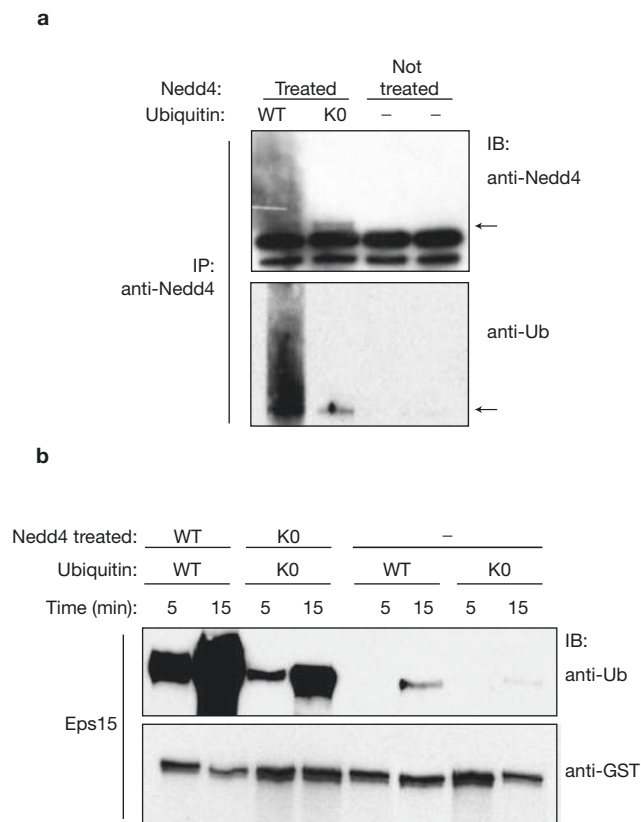 a
Not
treated
Nedd4: Treated
Ubiquitin: WT K0 – –
IB:
anti-Nedd4
IP:
anti-Nedd4
anti-Ub
b
Nedd4 treated: WT K0 –
Ubiquitin: WT K0 WT K0
Time (min): 5 15 5 15 5 15 5 15
IB:
anti-Ub
Eps15
anti-GST